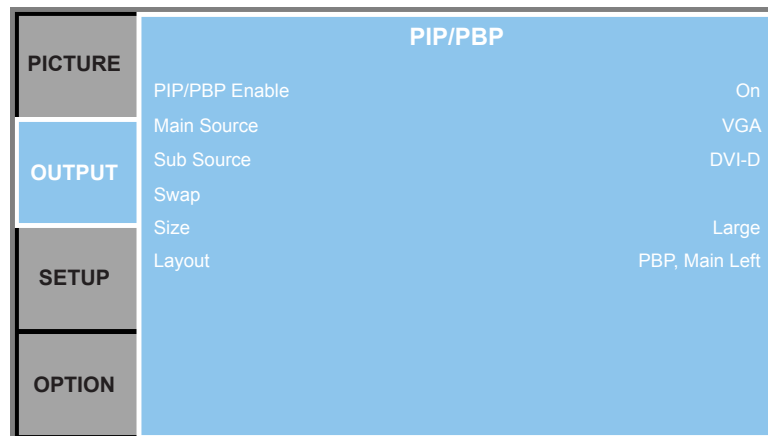 PICTURE
OUTPUT
SETUP
OPTION
PIP/PBP
PIP/PBP Enable On
Main Source VGA
Sub Source DVI-D
Swap
Size Large
Layout PBP, Main Left